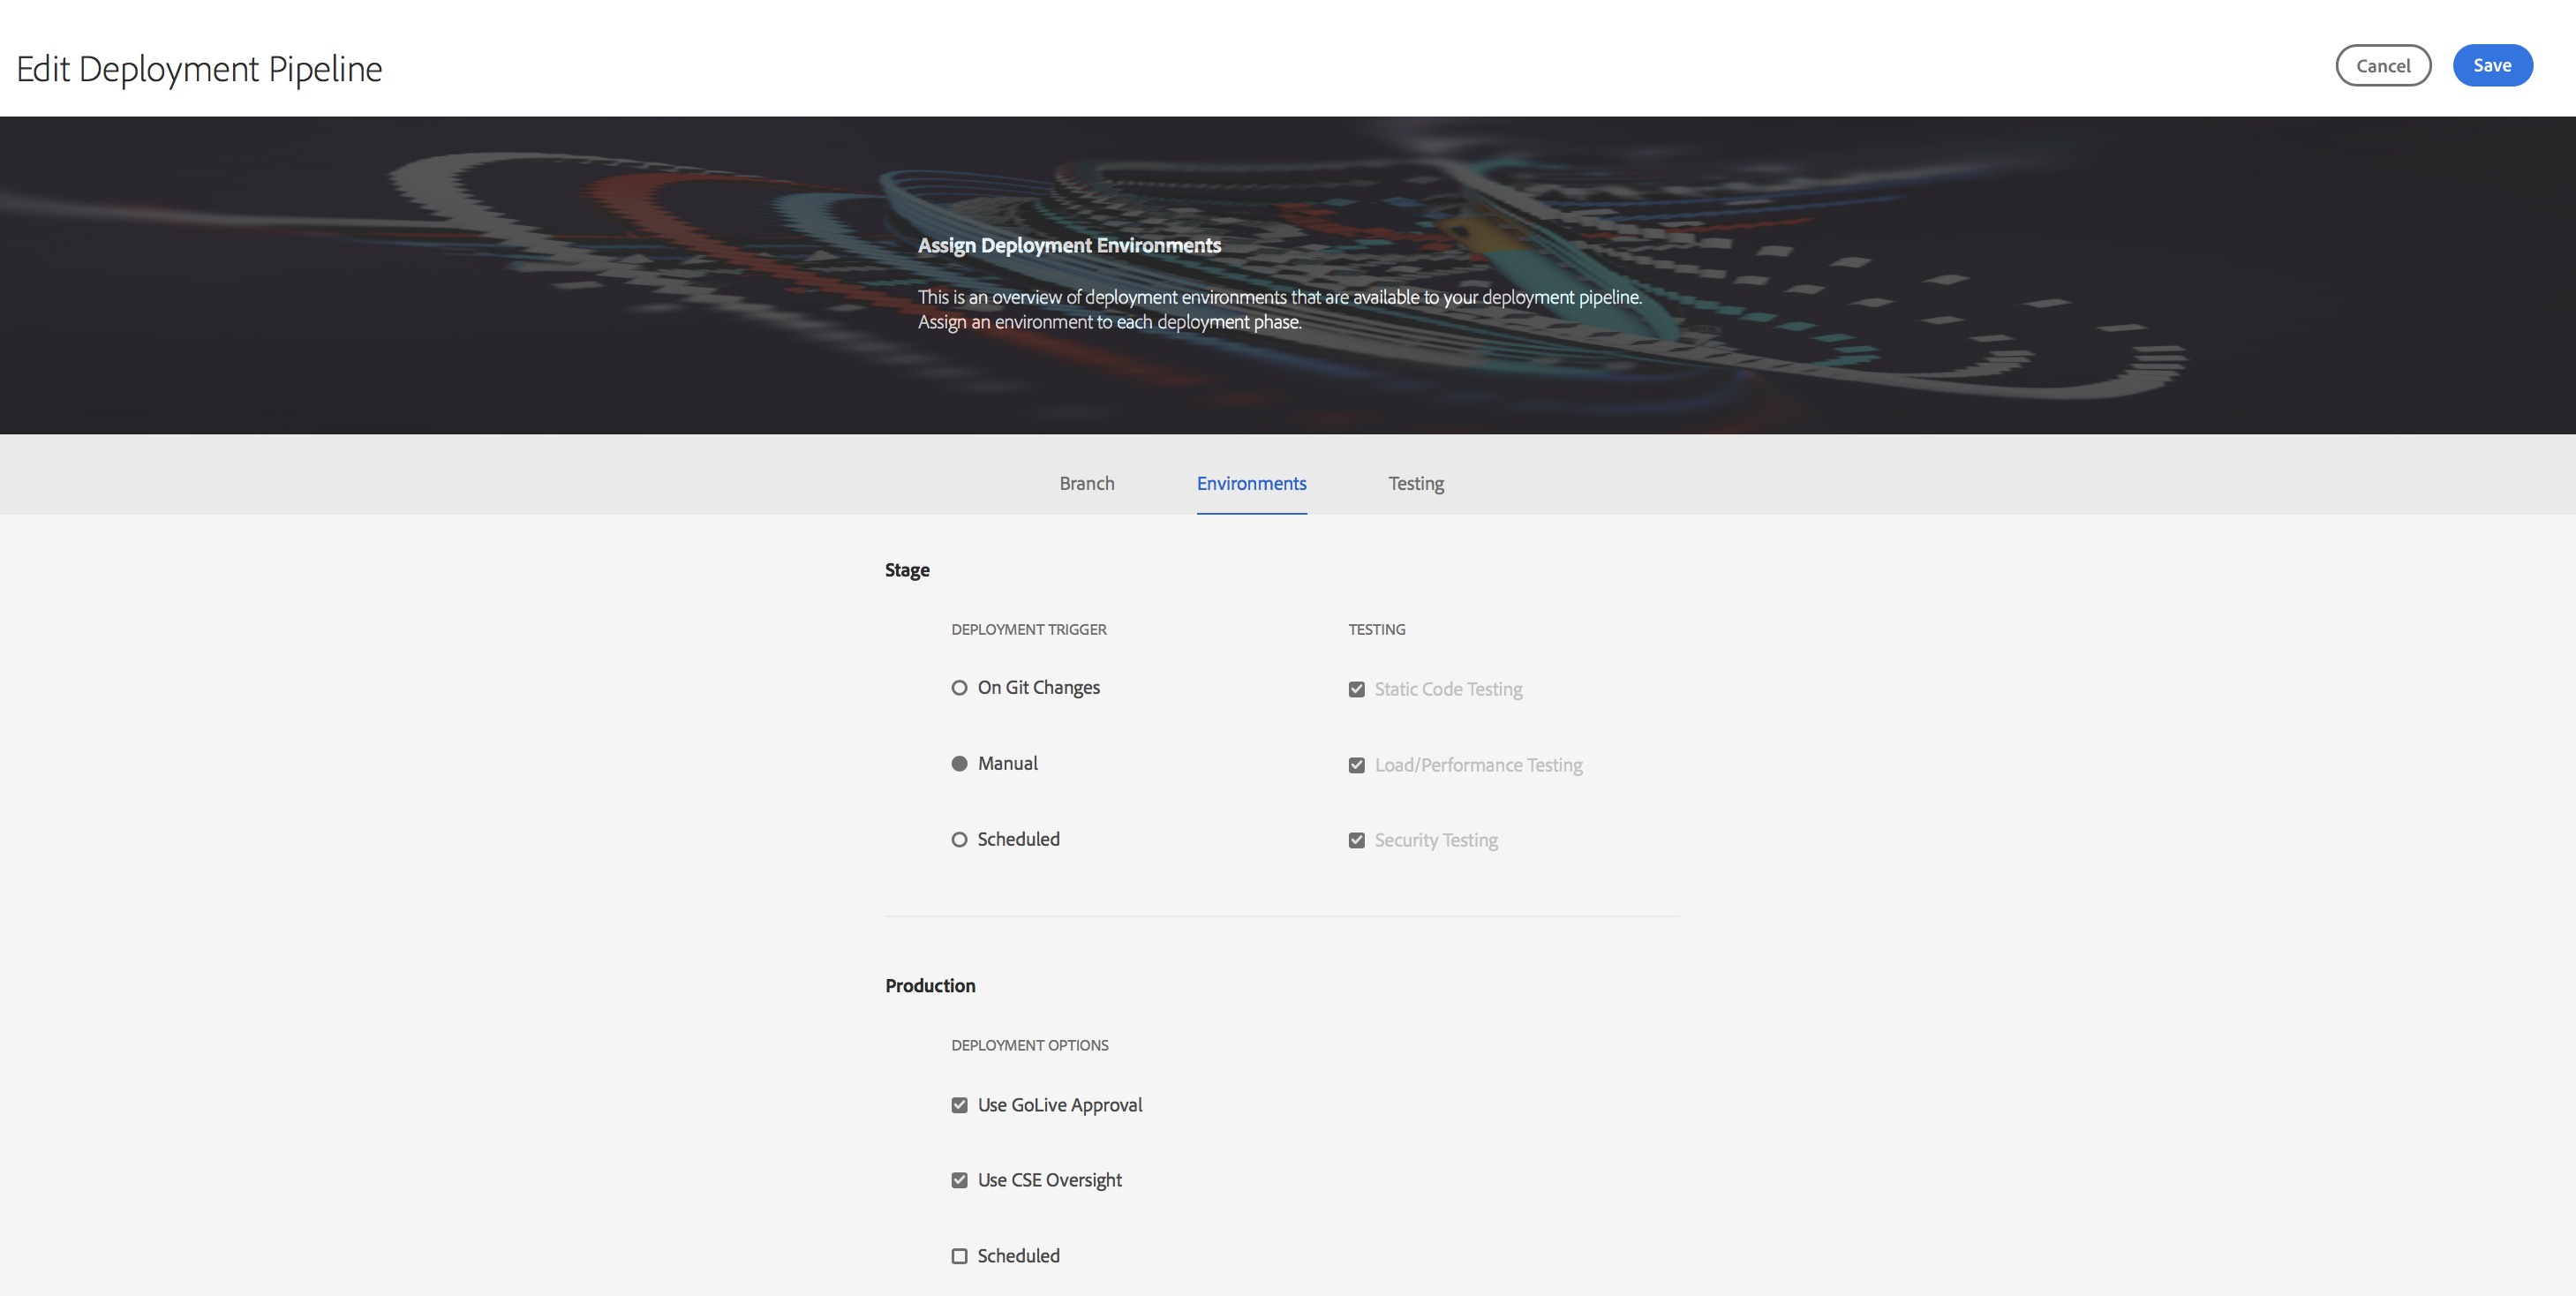 Edit Deployment Pipeline
Cancel
Save
Assign Deployment Environments
This is an overview of deployment environments that are available to your deployment pipeline.
Assign an environment to each deployment phase.
Branch
Environments
Testing
Stage
DEPLOYMENT TRIGGER
On Git Changes
Manual
Scheduled
TESTING
Static Code Testing
Load/Performance Testing
Security Testing
Production
DEPLOYMENT OPTIONS
Use GoLive Approval
Use CSE Oversight
Scheduled